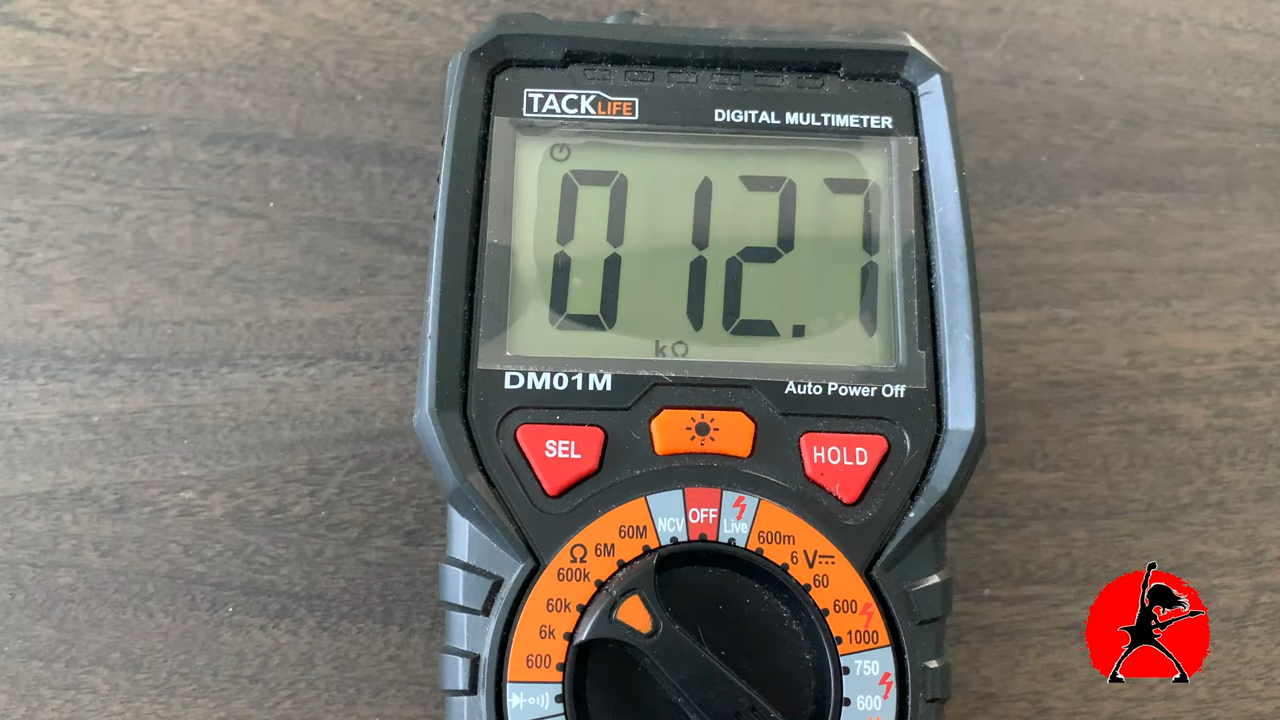 TACKLIFE
DIGITAL MULTIMETER
012.7
kΩ
DM01M
Auto Power Off
SEL
HOLD
NCV
OFF
Live
60M
600m
Ω
6M
6
V
600k
60
60k
600
6k
1000
600
750
600